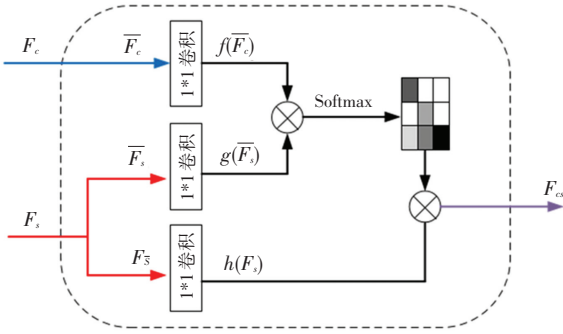 F_c
\overline{F_c}
1*1 卷积
f(\overline{F_c})
Softmax
\overline{F_s}
1*1 卷积
g(\overline{F_s})
F_cs
F_s
F_{\overline{S}}
1*1 卷积
h(F_s)